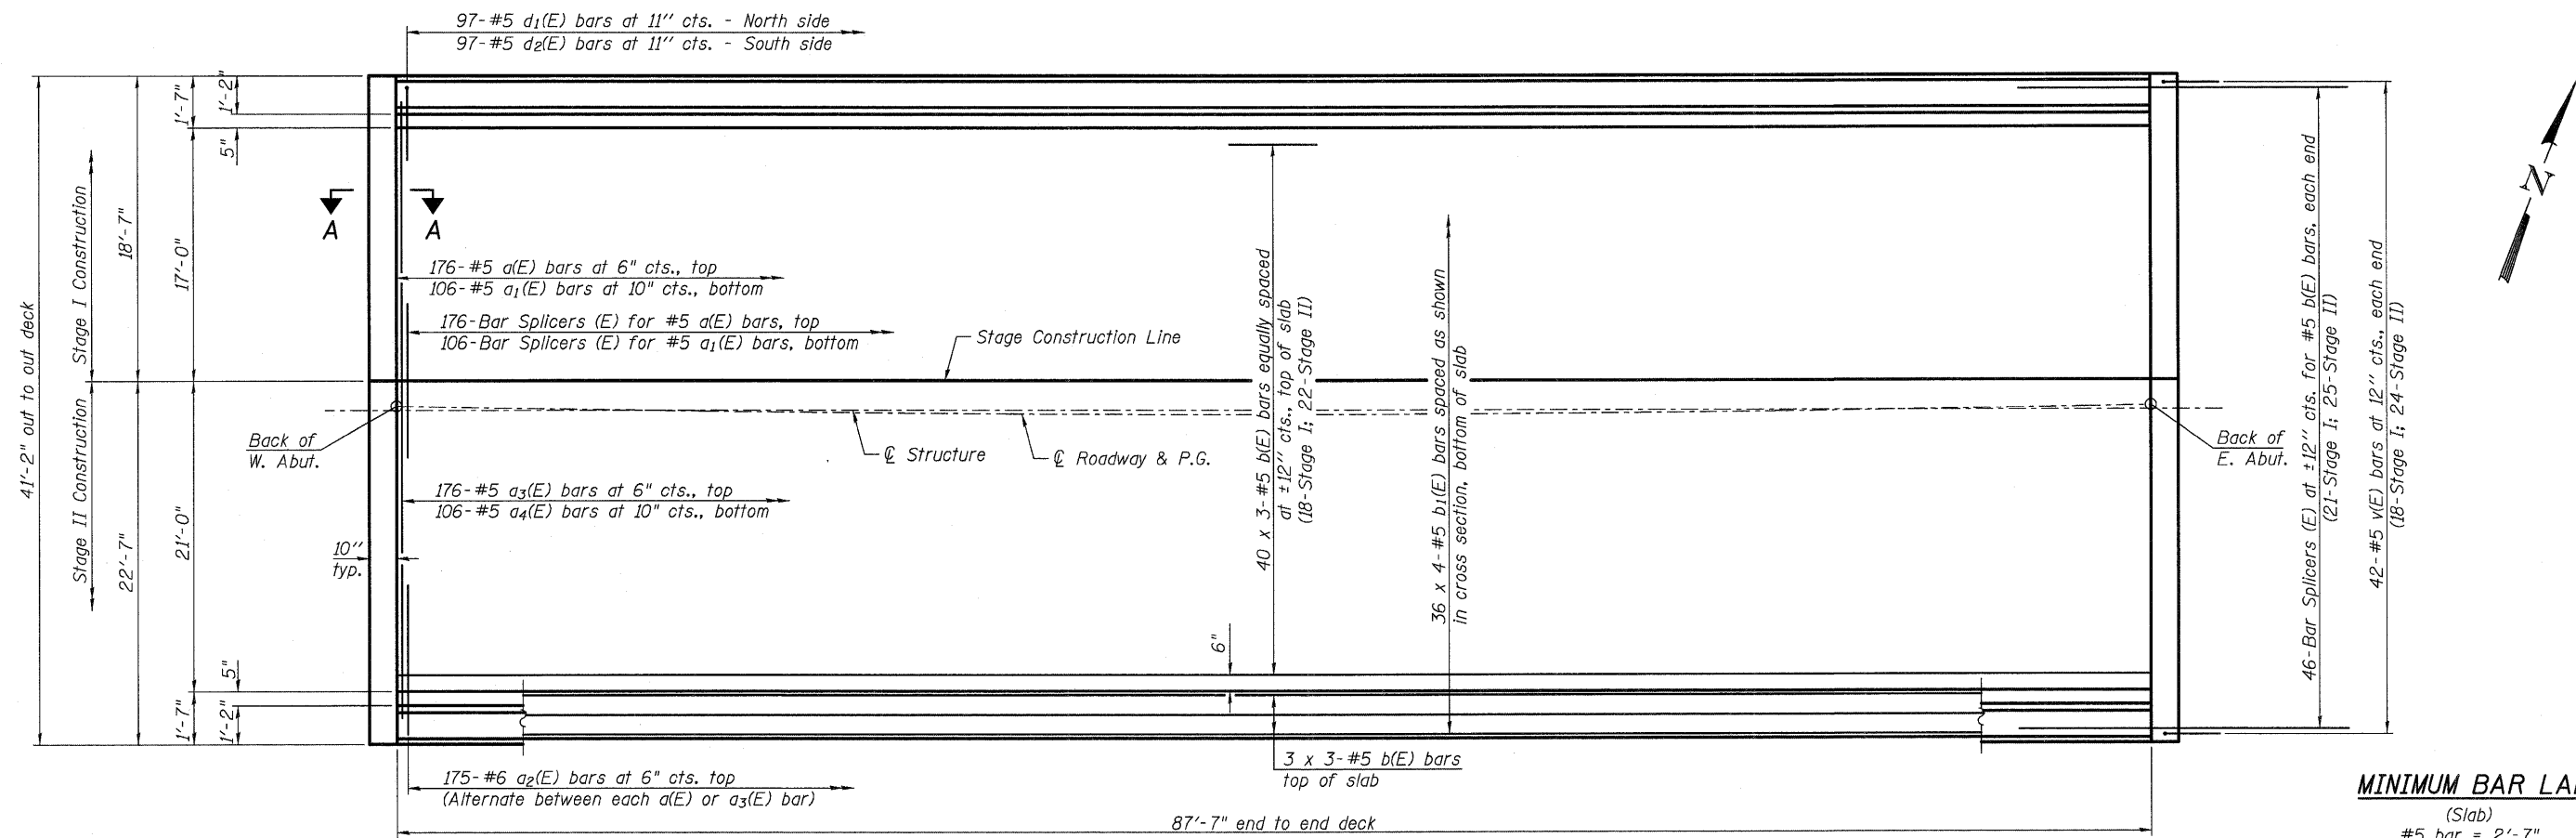 97-#5 d1(E) bars at 11" cts. - North side
97-#5 d2(E) bars at 11" cts. - South side
41'-2" out to out deck
Stage I Construction
Stage II Construction
18'-7"
22'-7"
1'-7"
17'-0"
21'-0"
1'-7"
1'-2"
5"
5"
1'-2"
A
A
176-#5 a(E) bars at 6" cts., top
106-#5 a1(E) bars at 10" cts., bottom
176-Bar Splicers (E) for #5 a(E) bars, top
106-Bar Splicers (E) for #5 a1(E) bars, bottom
Stage Construction Line
Back of
W. Abut.
℄ Structure
℄ Roadway & P.G.
176-#5 a3(E) bars at 6" cts., top
106-#5 a4(E) bars at 10" cts., bottom
10"
typ.
40 x 3-#5 b(E) bars equally spaced
at ±12" cts., top of slab
(18-Stage I; 22-Stage II)
36 x 4-#5 b1(E) bars spaced as shown
in cross section, bottom of slab
6"
Back of
E. Abut.
46-Bar Splicers (E) at ±12" cts. for #5 b(E) bars, each end
(21-Stage I; 25-Stage II)
42-#5 v(E) bars at 12" cts., each end
(18-Stage I; 24-Stage II)
N
3 x 3-#5 b(E) bars
top of slab
175-#6 a2(E) bars at 6" cts. top
(Alternate between each a(E) or a3(E) bar)
87'-7" end to end deck
MINIMUM BAR LA
(Slab)
#5 bar = 2'-7"